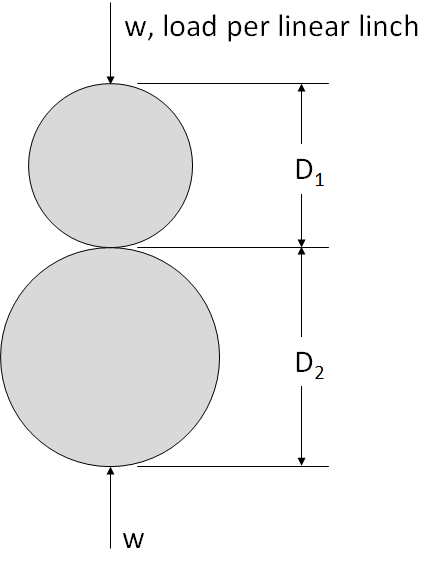 w, load per linear linch
D₁
D₂
w